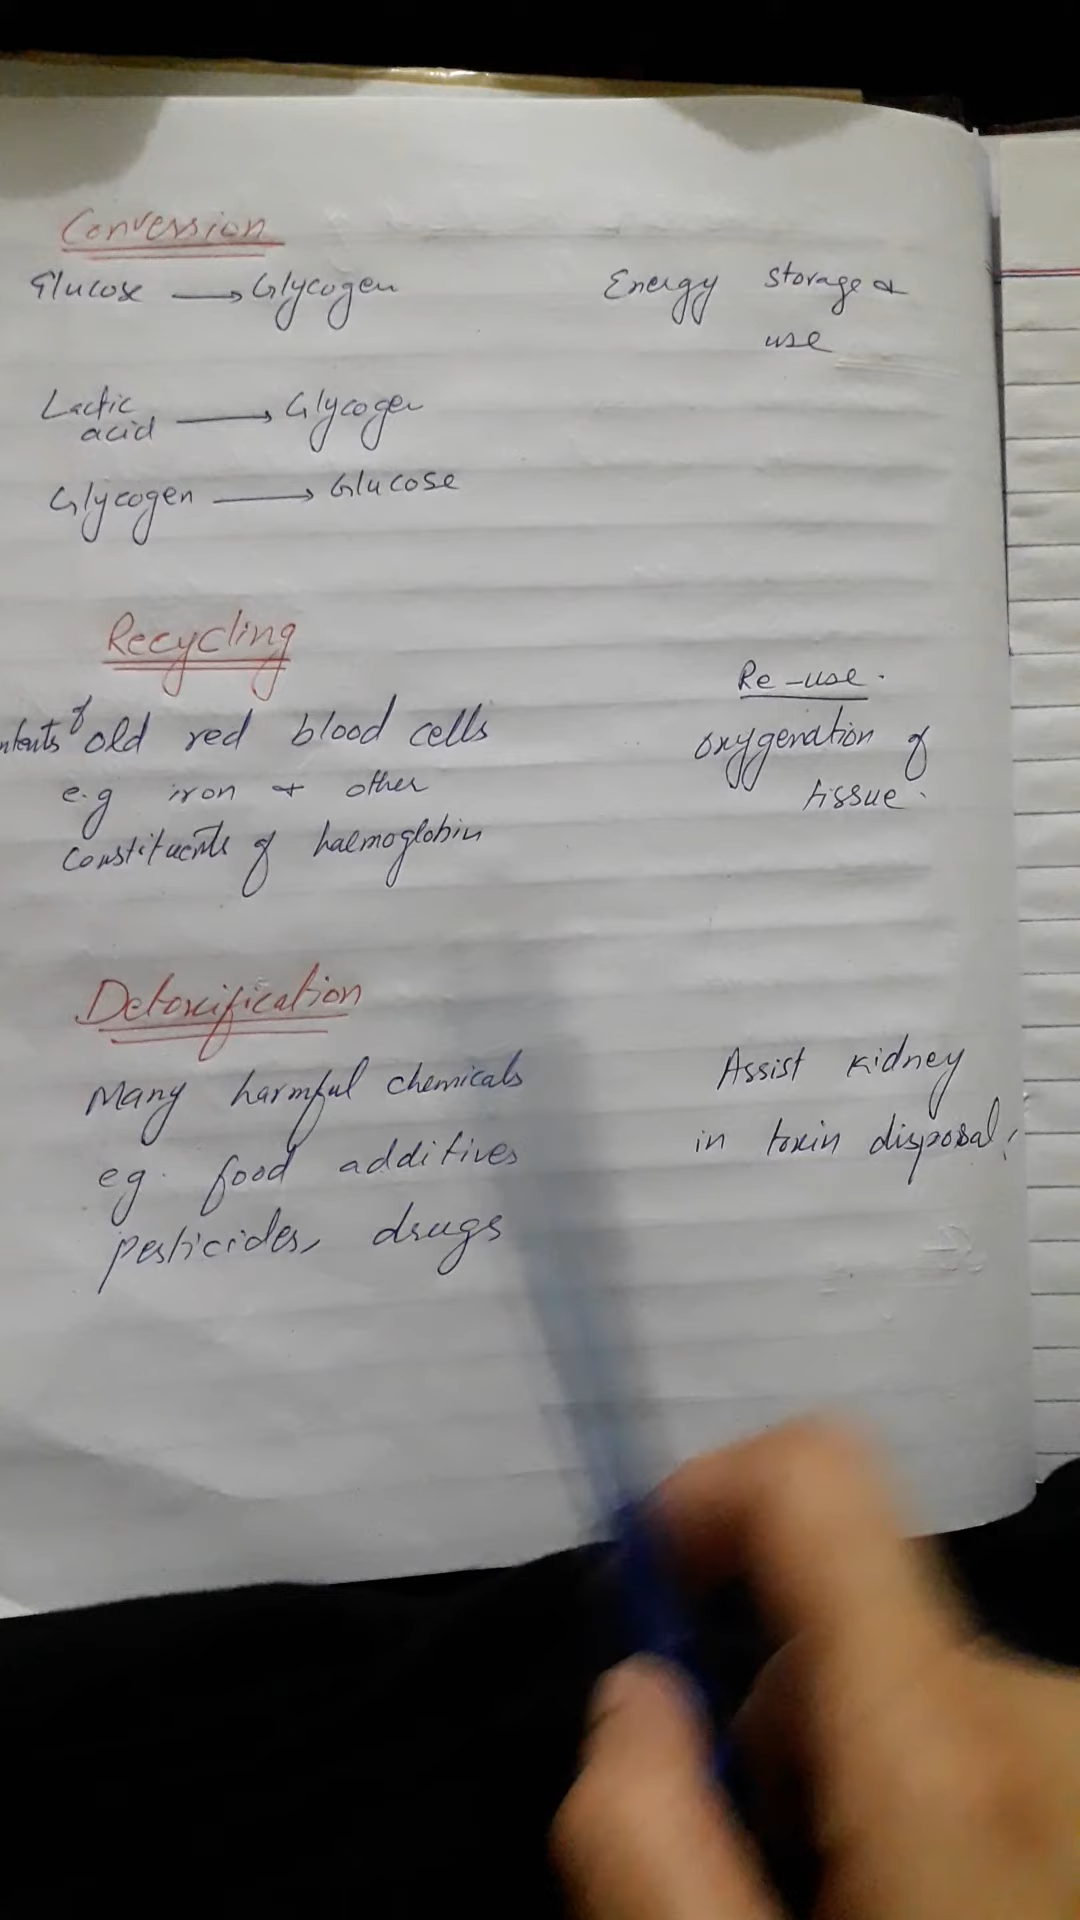 Conversion
Glucose → Glycogen Energy storage &
use
Lactic
acid → Glycogen
Glycogen → Glucose
Recycling
Re-use.
of old red blood cells oxygenation of
e.g iron + other tissue.
constituents of haemoglobin
Detoxification
Many harmful chemicals Assist kidney
eg. food additives in toxin disposal.
pesticides, drugs